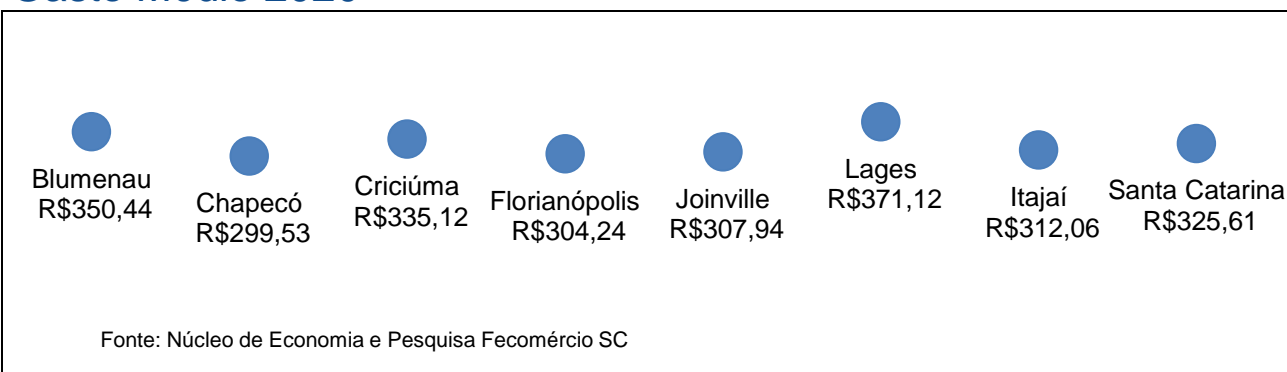 Blumenau
R$350,44
Chapecó
R$299,53
Criciúma
R$335,12
Florianópolis
R$304,24
Joinville
R$307,94
Lages
R$371,12
Itajaí
R$312,06
Santa Catarina
R$325,61
Fonte: Núcleo de Economia e Pesquisa Fecomércio SC